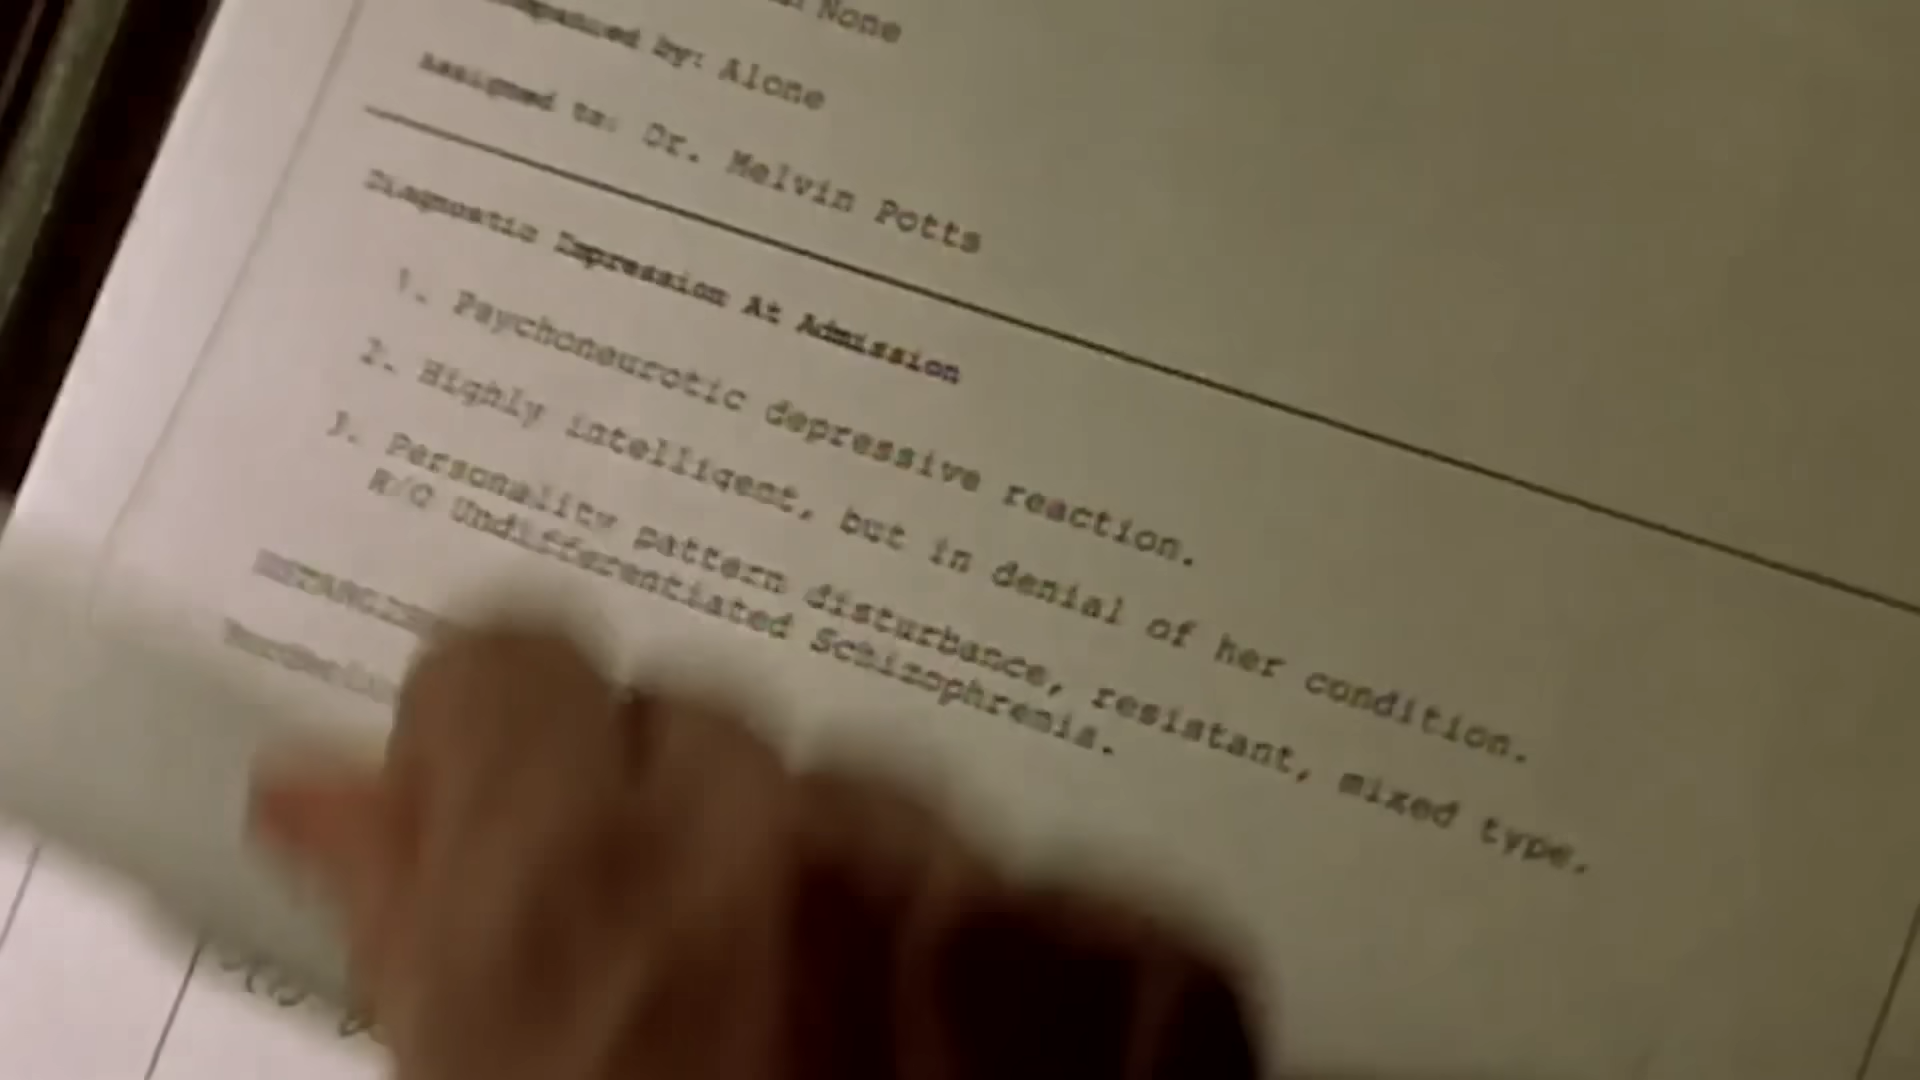 None
by: Alone
Assigned to: Dr. Melvin Potts
Diagnostic Impression At Admission
1. Psychoneurotic depressive reaction.
2. Highly intelligent, but in denial of her condition.
3. Personality pattern disturbance, resistant, mixed type.
R/O Undifferentiated Schizophrenia.